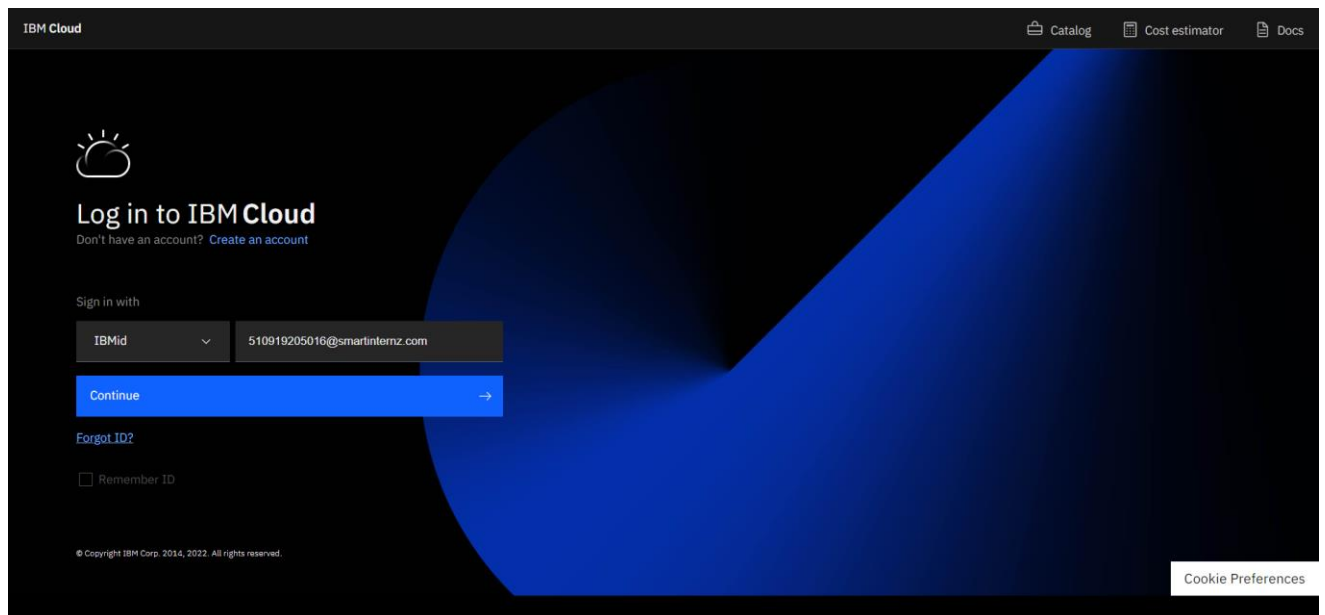 IBM Cloud
Catalog
Cost estimator
Docs
Log in to IBM Cloud
Don't have an account? Create an account
Sign in with
IBMid
510919205016@smartinternz.com
Continue
Forgot ID?
Remember ID
© Copyright IBM Corp. 2014, 2022. All rights reserved.
Cookie Preferences